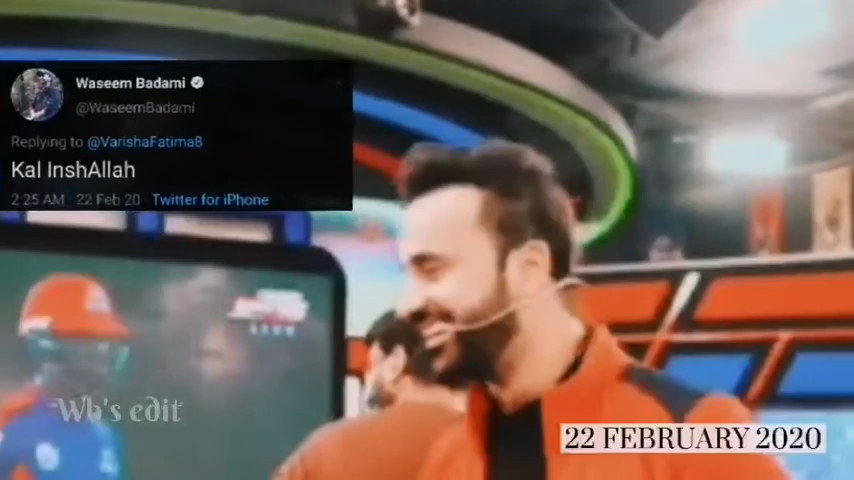 Waseem Badami
@WaseemBadami
Replying to @VarishaFatima8
Kal InshAllah
2:25 AM · 22 Feb 20 · Twitter for iPhone
LIVE
Wb's edit
22 FEBRUARY 2020